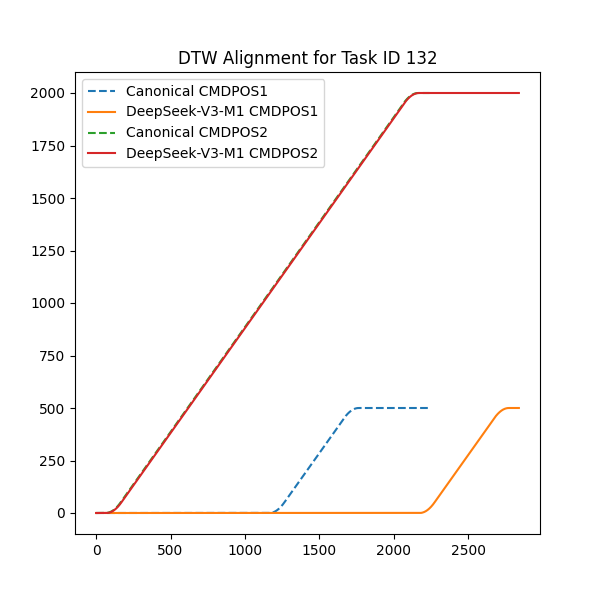 DTW Alignment for Task ID 132
Canonical CMDPOS1
DeepSeek-V3-M1 CMDPOS1
Canonical CMDPOS2
DeepSeek-V3-M1 CMDPOS2
2000
1750
1500
1250
1000
750
500
250
0
0 500 1000 1500 2000 2500